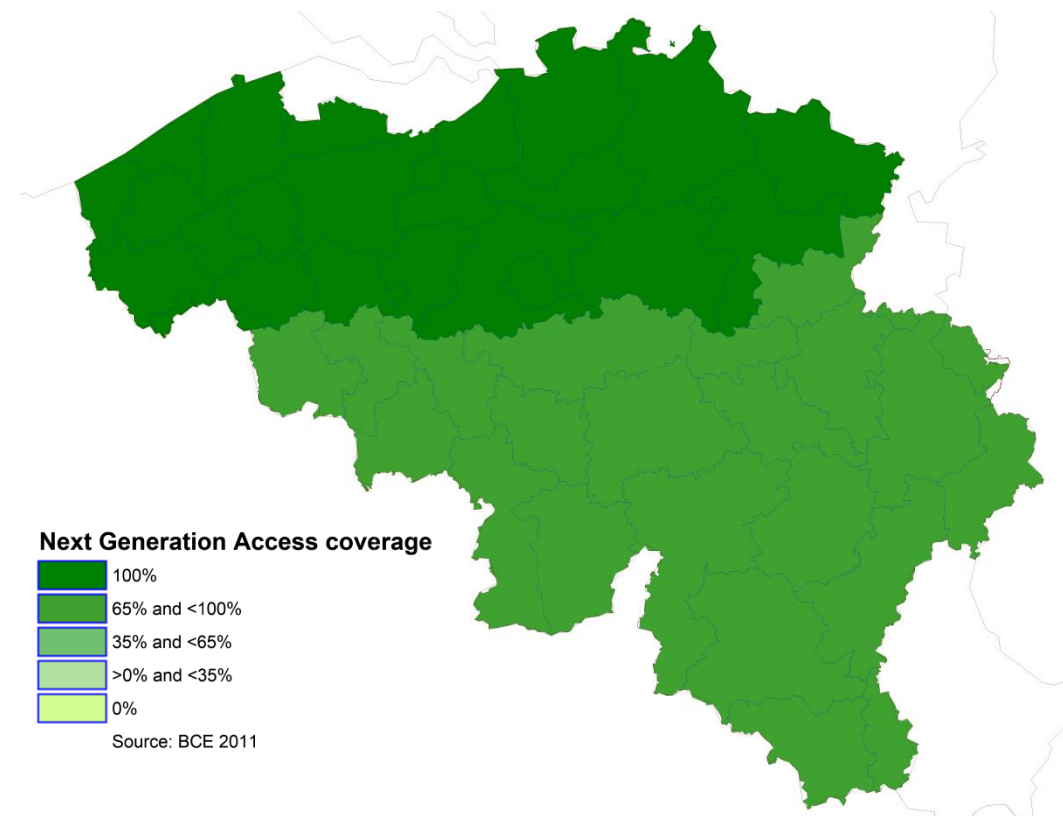 Next Generation Access coverage
100%
65% and <100%
35% and <65%
>0% and <35%
0%
Source: BCE 2011